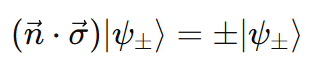 (n⃗ · σ⃗)|ψ±⟩ = ±|ψ±⟩